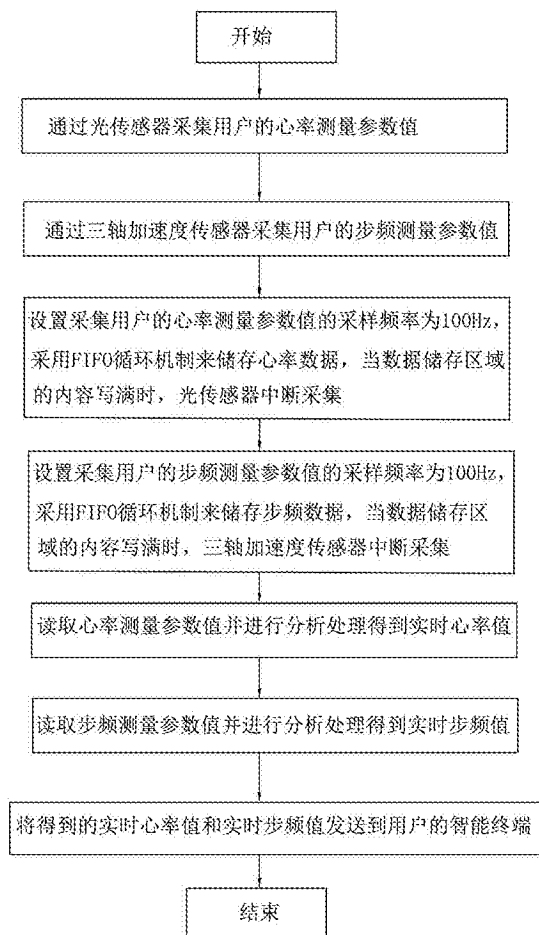 开始
通过光传感器采集用户的心率测量参数值
通过三轴加速度传感器采集用户的步频测量参数值
设置采集用户的心率测量参数值的采样频率为100Hz，
采用FIFO循环机制来储存心率数据，当数据储存区域
的内容写满时，光传感器中断采集
设置采集用户的步频测量参数值的采样频率为100Hz，
采用FIFO循环机制来储存步频数据，当数据储存区
域的内容写满时，三轴加速度传感器中断采集
读取心率测量参数值并进行分析处理得到实时心率值
读取步频测量参数值并进行分析处理得到实时步频值
将得到的实时心率值和实时步频值发送到用户的智能终端
结束